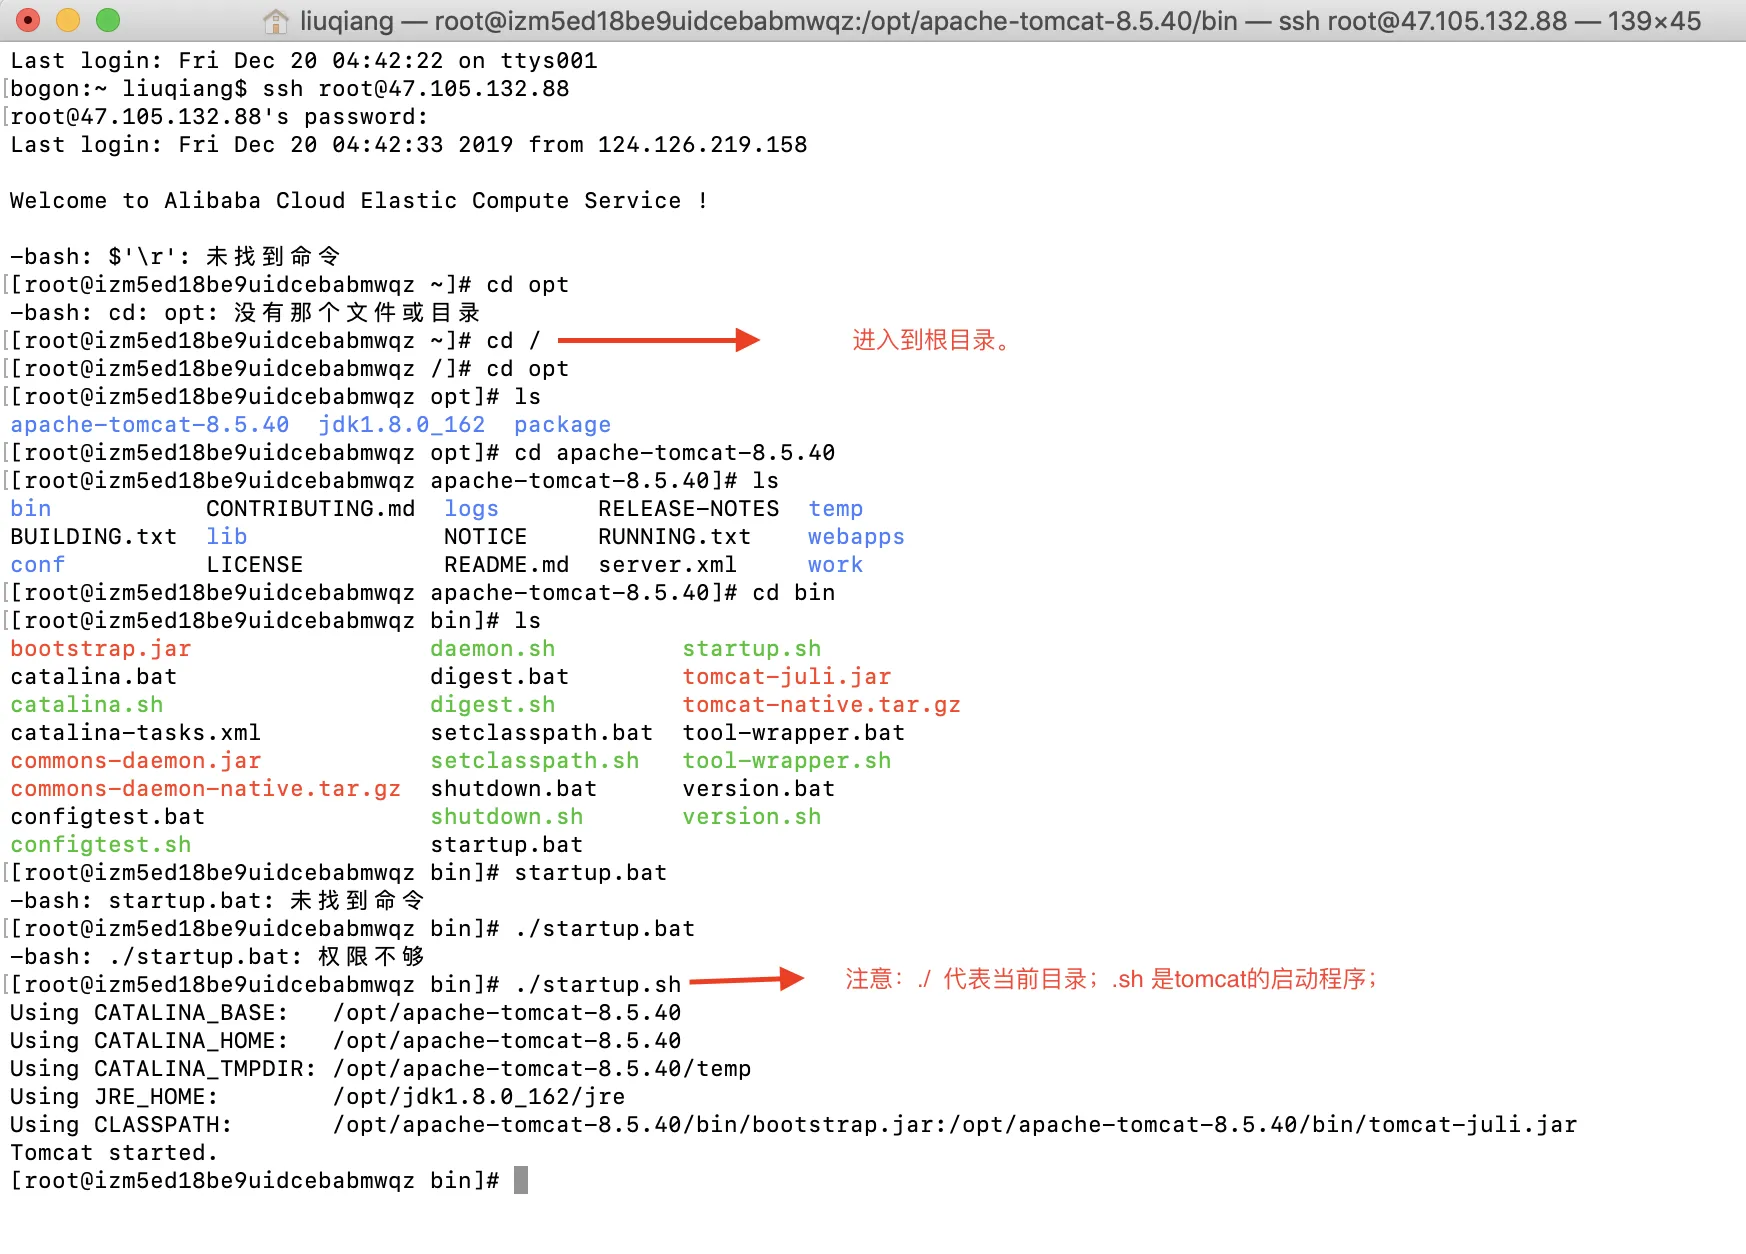 liuqiang — root@izm5ed18be9uidcebabmwqz:/opt/apache-tomcat-8.5.40/bin — ssh root@47.105.132.88 — 139×45
Last login: Fri Dec 20 04:42:22 on ttys001
[bogon:~ liuqiang$ ssh root@47.105.132.88
[root@47.105.132.88's password:
Last login: Fri Dec 20 04:42:33 2019 from 124.126.219.158
Welcome to Alibaba Cloud Elastic Compute Service !
-bash: $'\r': 未找到命令
[[root@izm5ed18be9uidcebabmwqz ~]# cd opt
-bash: cd: opt: 没有那个文件或目录
[[root@izm5ed18be9uidcebabmwqz ~]# cd / 进入到根目录。
[[root@izm5ed18be9uidcebabmwqz /]# cd opt
[[root@izm5ed18be9uidcebabmwqz opt]# ls
apache-tomcat-8.5.40 jdk1.8.0_162 package
[[root@izm5ed18be9uidcebabmwqz opt]# cd apache-tomcat-8.5.40
[[root@izm5ed18be9uidcebabmwqz apache-tomcat-8.5.40]# ls
bin CONTRIBUTING.md logs RELEASE-NOTES temp
BUILDING.txt lib NOTICE RUNNING.txt webapps
conf LICENSE README.md server.xml work
[[root@izm5ed18be9uidcebabmwqz apache-tomcat-8.5.40]# cd bin
[[root@izm5ed18be9uidcebabmwqz bin]# ls
bootstrap.jar daemon.sh startup.sh
catalina.bat digest.bat tomcat-juli.jar
catalina.sh digest.sh tomcat-native.tar.gz
catalina-tasks.xml setclasspath.bat tool-wrapper.bat
commons-daemon.jar setclasspath.sh tool-wrapper.sh
commons-daemon-native.tar.gz shutdown.bat version.bat
configtest.bat shutdown.sh version.sh
configtest.sh startup.bat
[[root@izm5ed18be9uidcebabmwqz bin]# startup.bat
-bash: startup.bat: 未找到命令
[[root@izm5ed18be9uidcebabmwqz bin]# ./startup.bat
-bash: ./startup.bat: 权限不够
[[root@izm5ed18be9uidcebabmwqz bin]# ./startup.sh 注意：./ 代表当前目录；.sh 是tomcat的启动程序；
Using CATALINA_BASE: /opt/apache-tomcat-8.5.40
Using CATALINA_HOME: /opt/apache-tomcat-8.5.40
Using CATALINA_TMPDIR: /opt/apache-tomcat-8.5.40/temp
Using JRE_HOME: /opt/jdk1.8.0_162/jre
Using CLASSPATH: /opt/apache-tomcat-8.5.40/bin/bootstrap.jar:/opt/apache-tomcat-8.5.40/bin/tomcat-juli.jar
Tomcat started.
[root@izm5ed18be9uidcebabmwqz bin]#